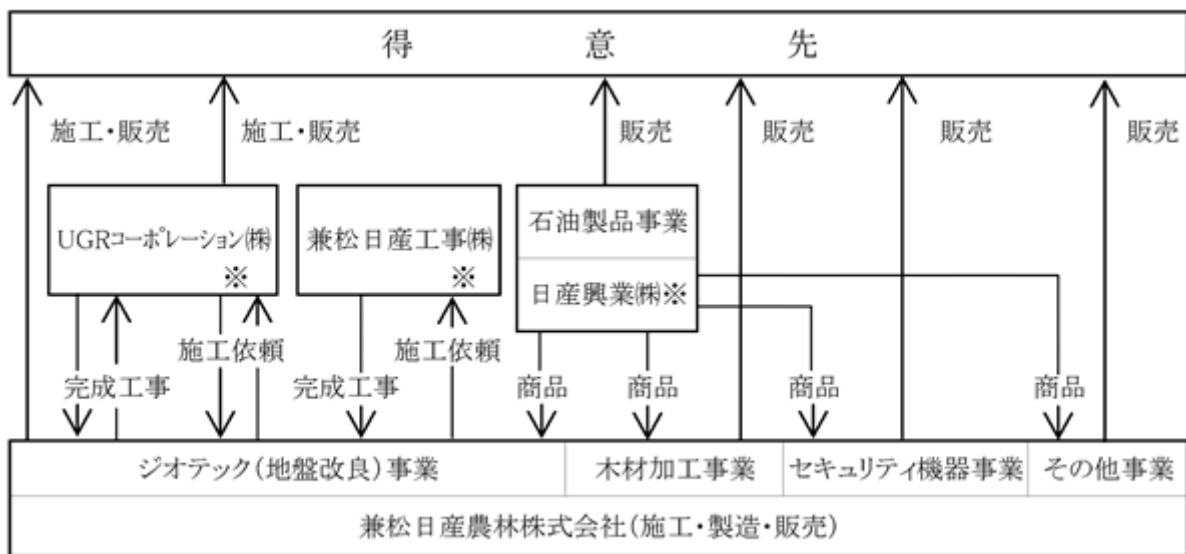 得意先
施工・販売
施工・販売
販売
販売
販売
販売
UGRコーポレーション㈱
※
兼松日産工事㈱
※
石油製品事業
日産興業㈱※
施工依頼
施工依頼
完成工事
完成工事
商品
商品
商品
商品
ジオテック(地盤改良)事業
木材加工事業
セキュリティ機器事業
その他事業
兼松日産農林株式会社(施工・製造・販売)